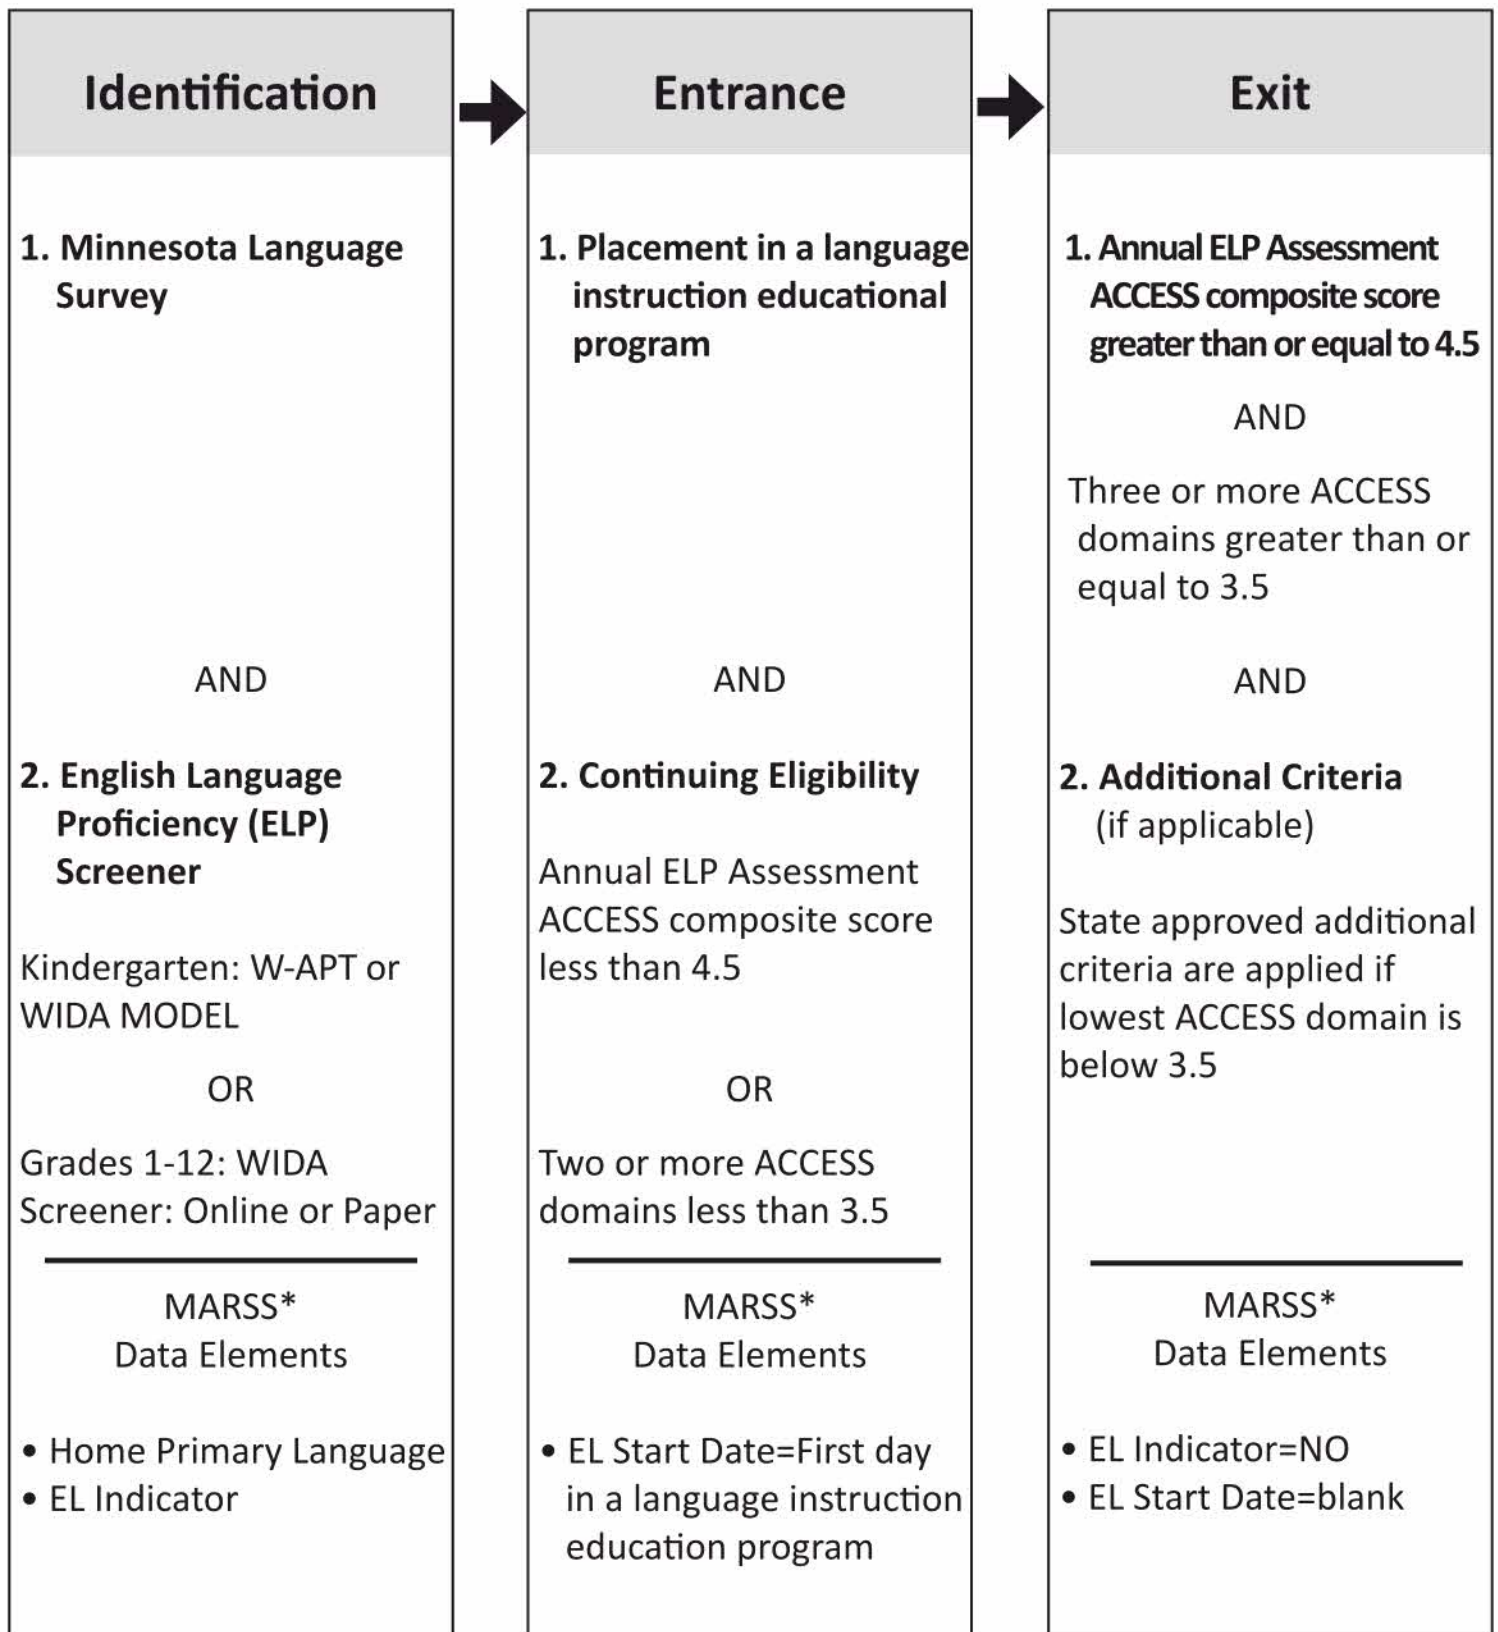 Identification
1. Minnesota Language
Survey
AND
2. English Language
Proficiency (ELP)
Screener
Kindergarten: W-APT or
WIDA MODEL
OR
Grades 1-12: WIDA
Screener: Online or Paper
MARSS*
Data Elements
• Home Primary Language
• EL Indicator
Entrance
1. Placement in a language
instruction educational
program
AND
2. Continuing Eligibility
Annual ELP Assessment
ACCESS composite score
less than 4.5
OR
Two or more ACCESS
domains less than 3.5
MARSS*
Data Elements
• EL Start Date=First day
in a language instruction
education program
Exit
1. Annual ELP Assessment
ACCESS composite score
greater than or equal to 4.5
AND
Three or more ACCESS
domains greater than or
equal to 3.5
AND
2. Additional Criteria
(if applicable)
State approved additional
criteria are applied if
lowest ACCESS domain is
below 3.5
MARSS*
Data Elements
• EL Indicator=NO
• EL Start Date=blank